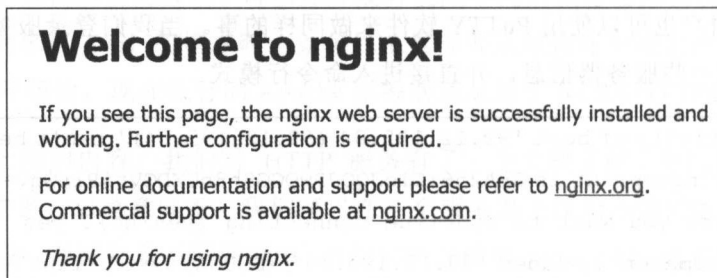 Welcome to nginx!
If you see this page, the nginx web server is successfully installed and
working. Further configuration is required.
For online documentation and support please refer to nginx.org.
Commercial support is available at nginx.com.
Thank you for using nginx.